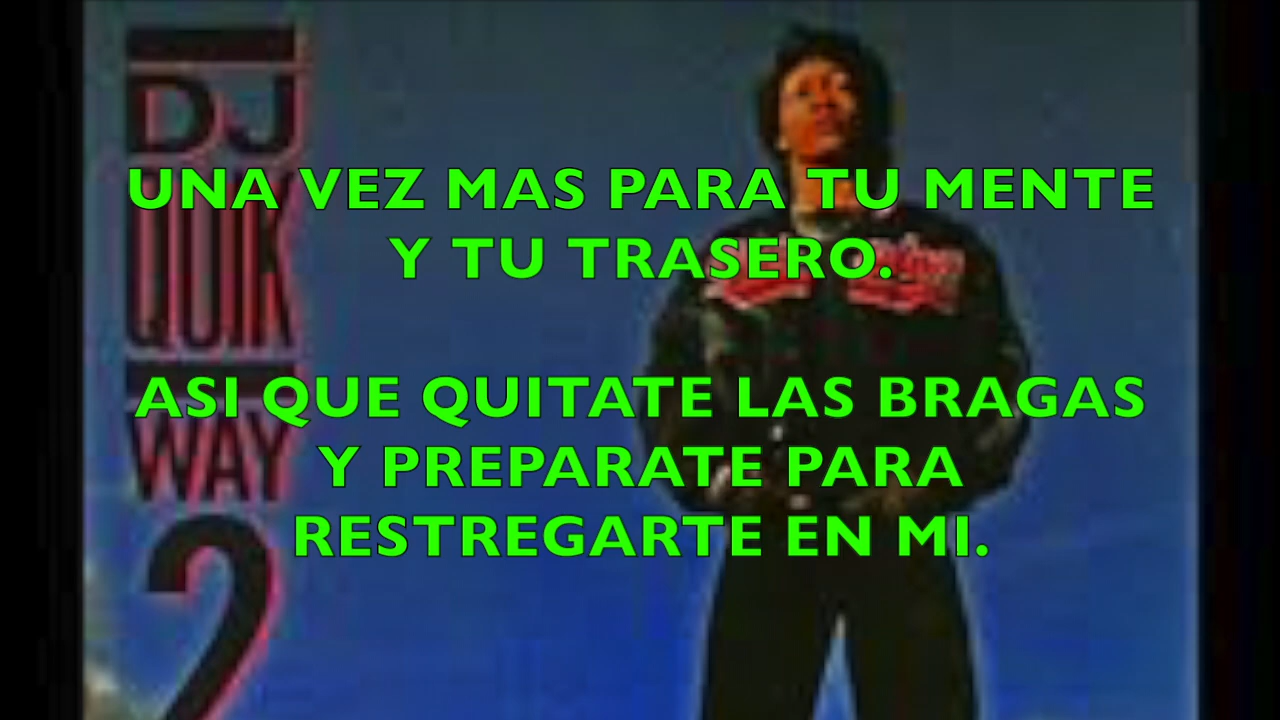 DJ
QUIK
WAY
2
UNA VEZ MAS PARA TU MENTE
Y TU TRASERO.
ASI QUE QUITATE LAS BRAGAS
Y PREPARATE PARA
RESTREGARTE EN MI.